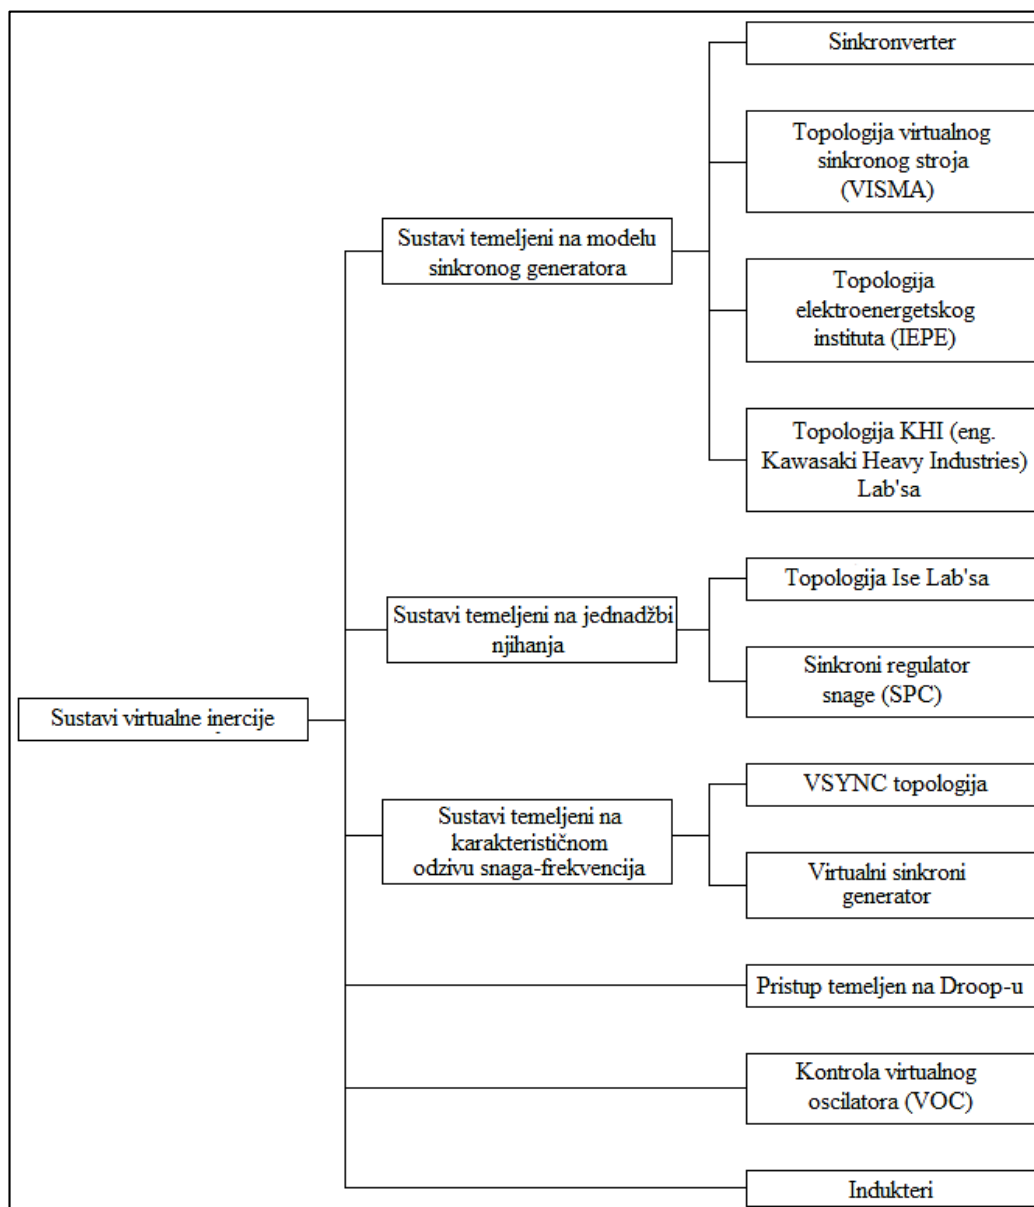 Sinkronverter
Topologija virtualnog
sinkronog stroja
(VISMA)
Sustavi temeljeni na modelu
sinkronog generatora
Topologija
elektroenergetskog
instituta (IEPE)
Topologija KHI (eng.
Kawasaki Heavy Industries)
Lab'sa
Topologija Ise Lab'sa
Sustavi temeljeni na jednadžbi
njihanja
Sinkroni regulator
snage (SPC)
Sustavi virtualne inercije
VSYNC topologija
Sustavi temeljeni na
karakterističnom
odzivu snaga-frekvencija
Virtualni sinkroni
generator
Pristup temeljen na Droop-u
Kontrola virtualnog
oscilatora (VOC)
Indukteri